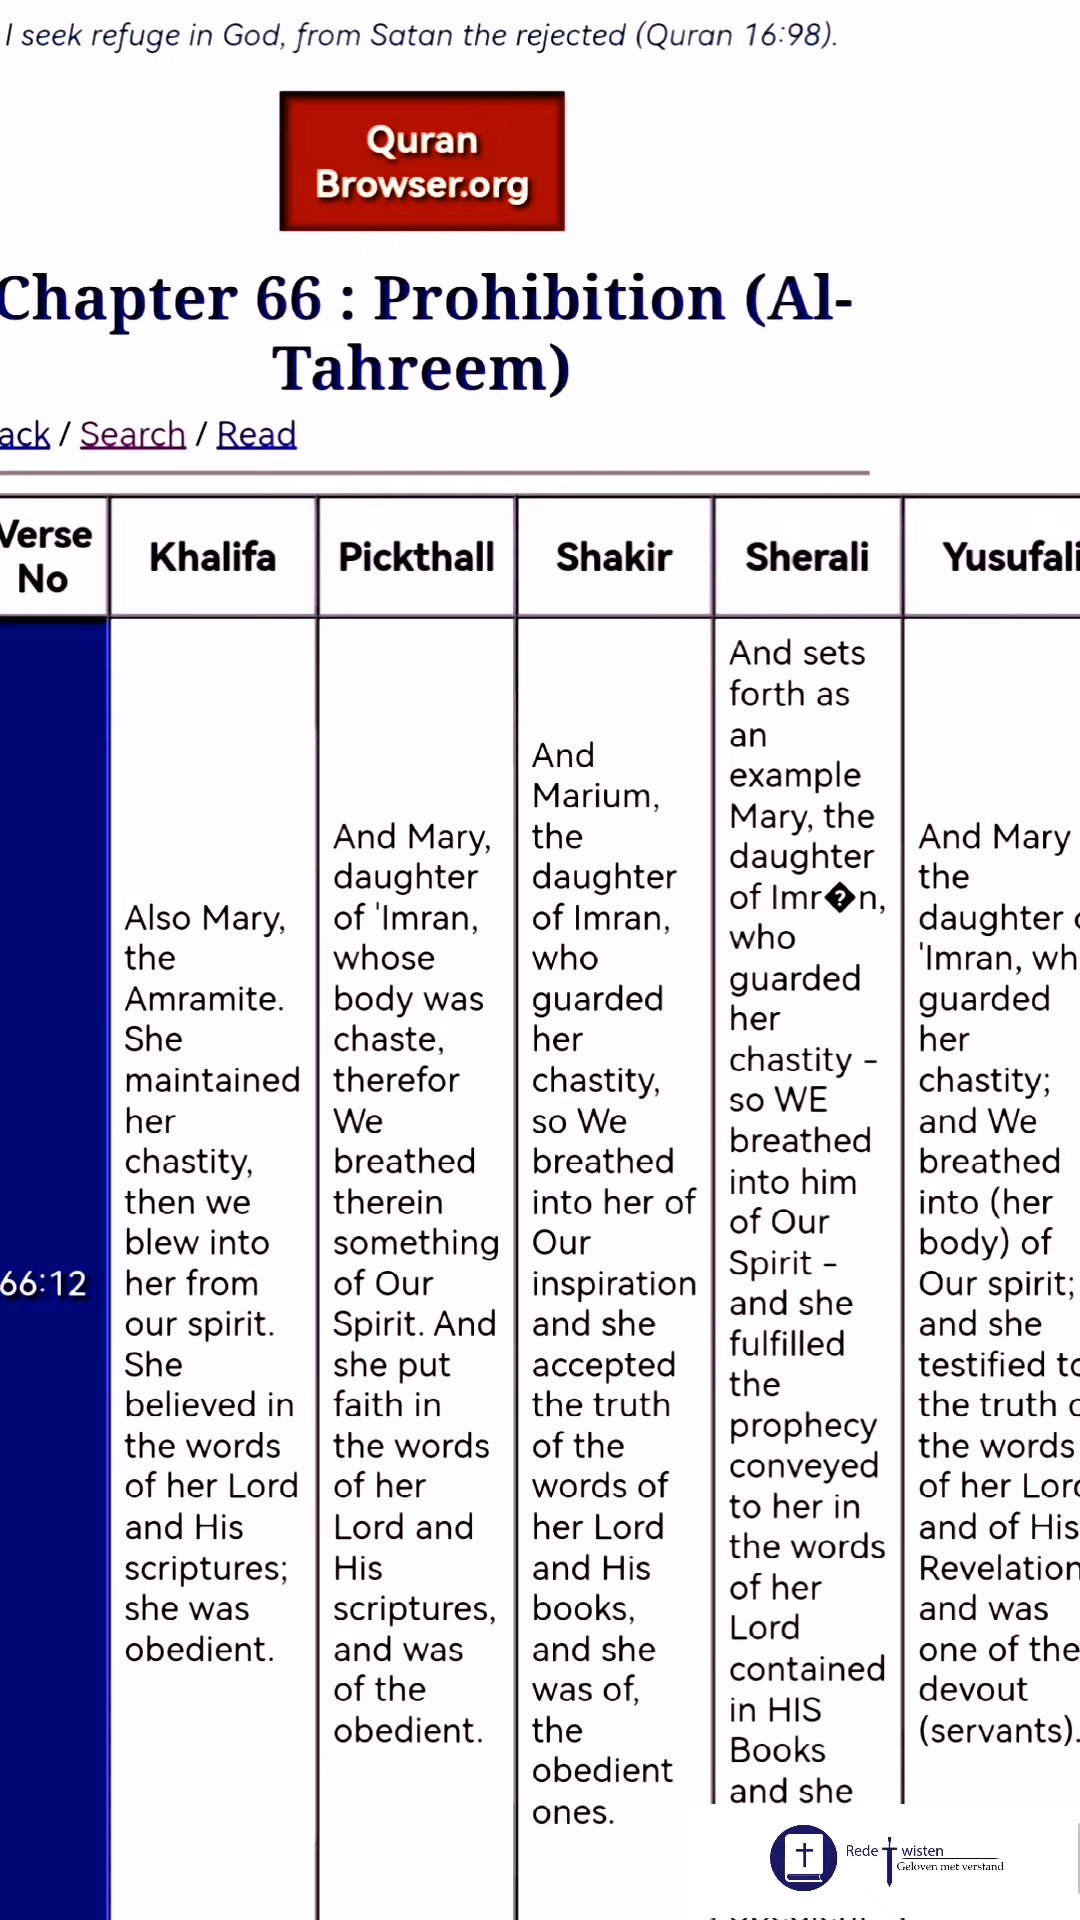 I seek refuge in God, from Satan the rejected (Quran 16:98).
Quran
Browser.org
Chapter 66 : Prohibition (Al-
Tahreem)
ack / Search / Read
Verse
No
Khalifa
Pickthall
Shakir
Sherali
Yusufali
66:12
Also Mary,
the
Amramite.
She
maintained
her
chastity,
then we
blew into
her from
our spirit.
She
believed in
the words
of her Lord
and His
scriptures;
she was
obedient.
And Mary,
daughter
of 'Imran,
whose
body was
chaste,
therefor
We
breathed
therein
something
of Our
Spirit. And
she put
faith in
the words
of her
Lord and
His
scriptures,
and was
of the
obedient.
And
Marium,
the
daughter
of Imran,
who
guarded
her
chastity,
so We
breathed
into her of
Our
inspiration
and she
accepted
the truth
of the
words of
her Lord
and His
books,
and she
was of,
the
obedient
ones.
And sets
forth as
an
example
Mary, the
daughter
of Imr�n,
who
guarded
her
chastity -
so WE
breathed
into him
of Our
Spirit -
and she
fulfilled
the
prophecy
conveyed
to her in
the words
of her
Lord
contained
in HIS
Books
and she
And Mary
the
daughter
'Imran, wh
guarded
her
chastity;
and We
breathed
into (her
body) of
Our spirit;
and she
testified to
the truth
the words
of her Lord
and of His
Revelation
and was
one of the
devout
(servants).
Rede twisten
Geloven met verstand